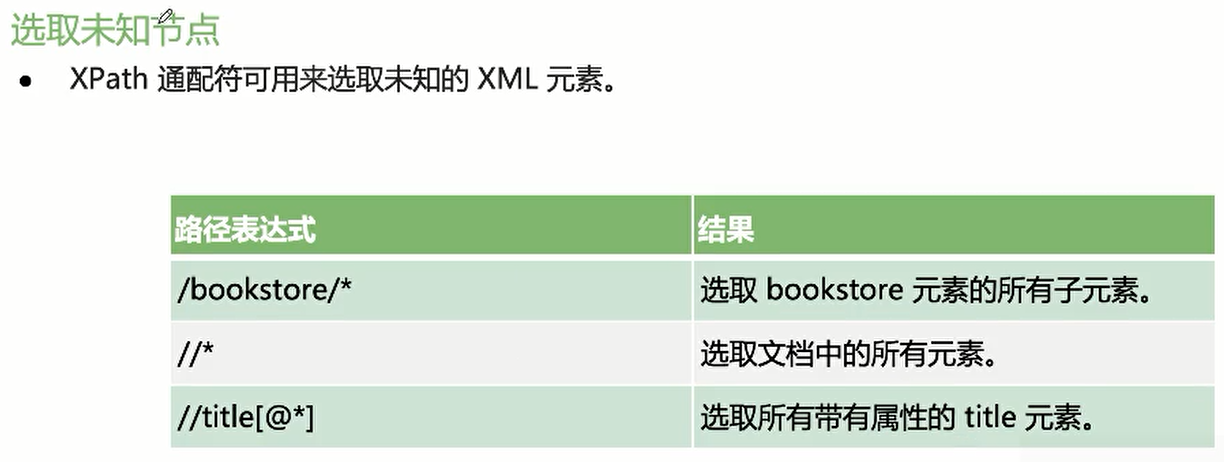 选取未知节点
• XPath 通配符可用来选取未知的 XML 元素。
路径表达式 结果
/bookstore/* 选取 bookstore 元素的所有子元素。
//* 选取文档中的所有元素。
//title[@*] 选取所有带有属性的 title 元素。